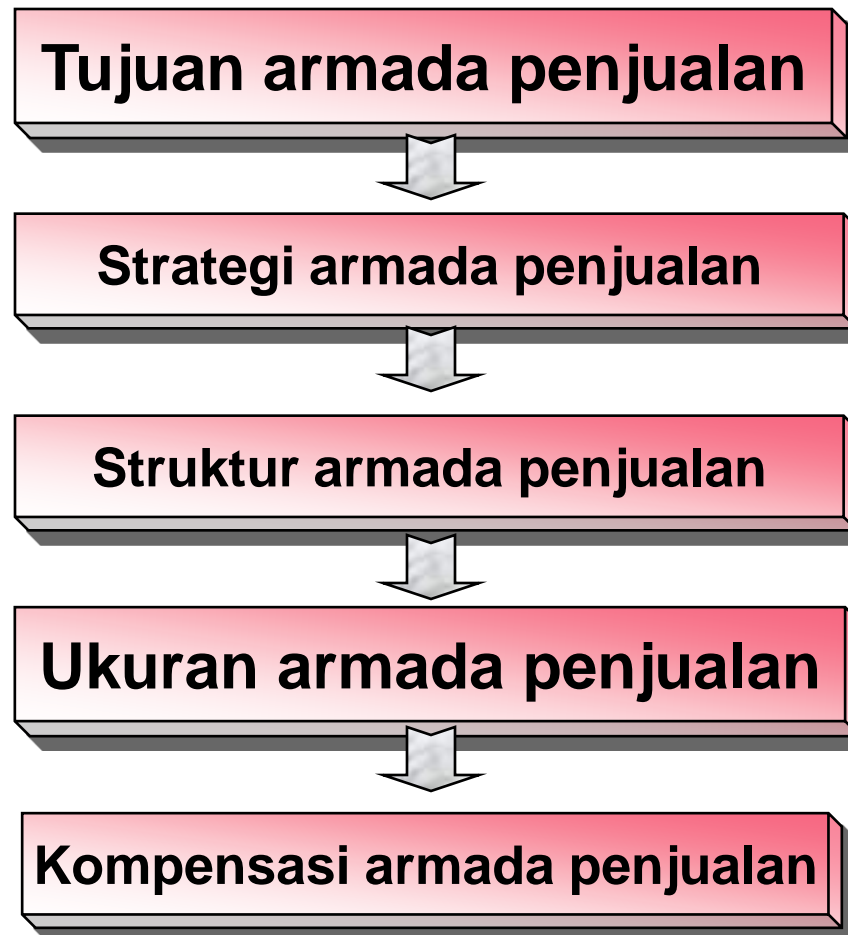 Tujuan armada penjualan
Strategi armada penjualan
Struktur armada penjualan
Ukuran armada penjualan
Kompensasi armada penjualan